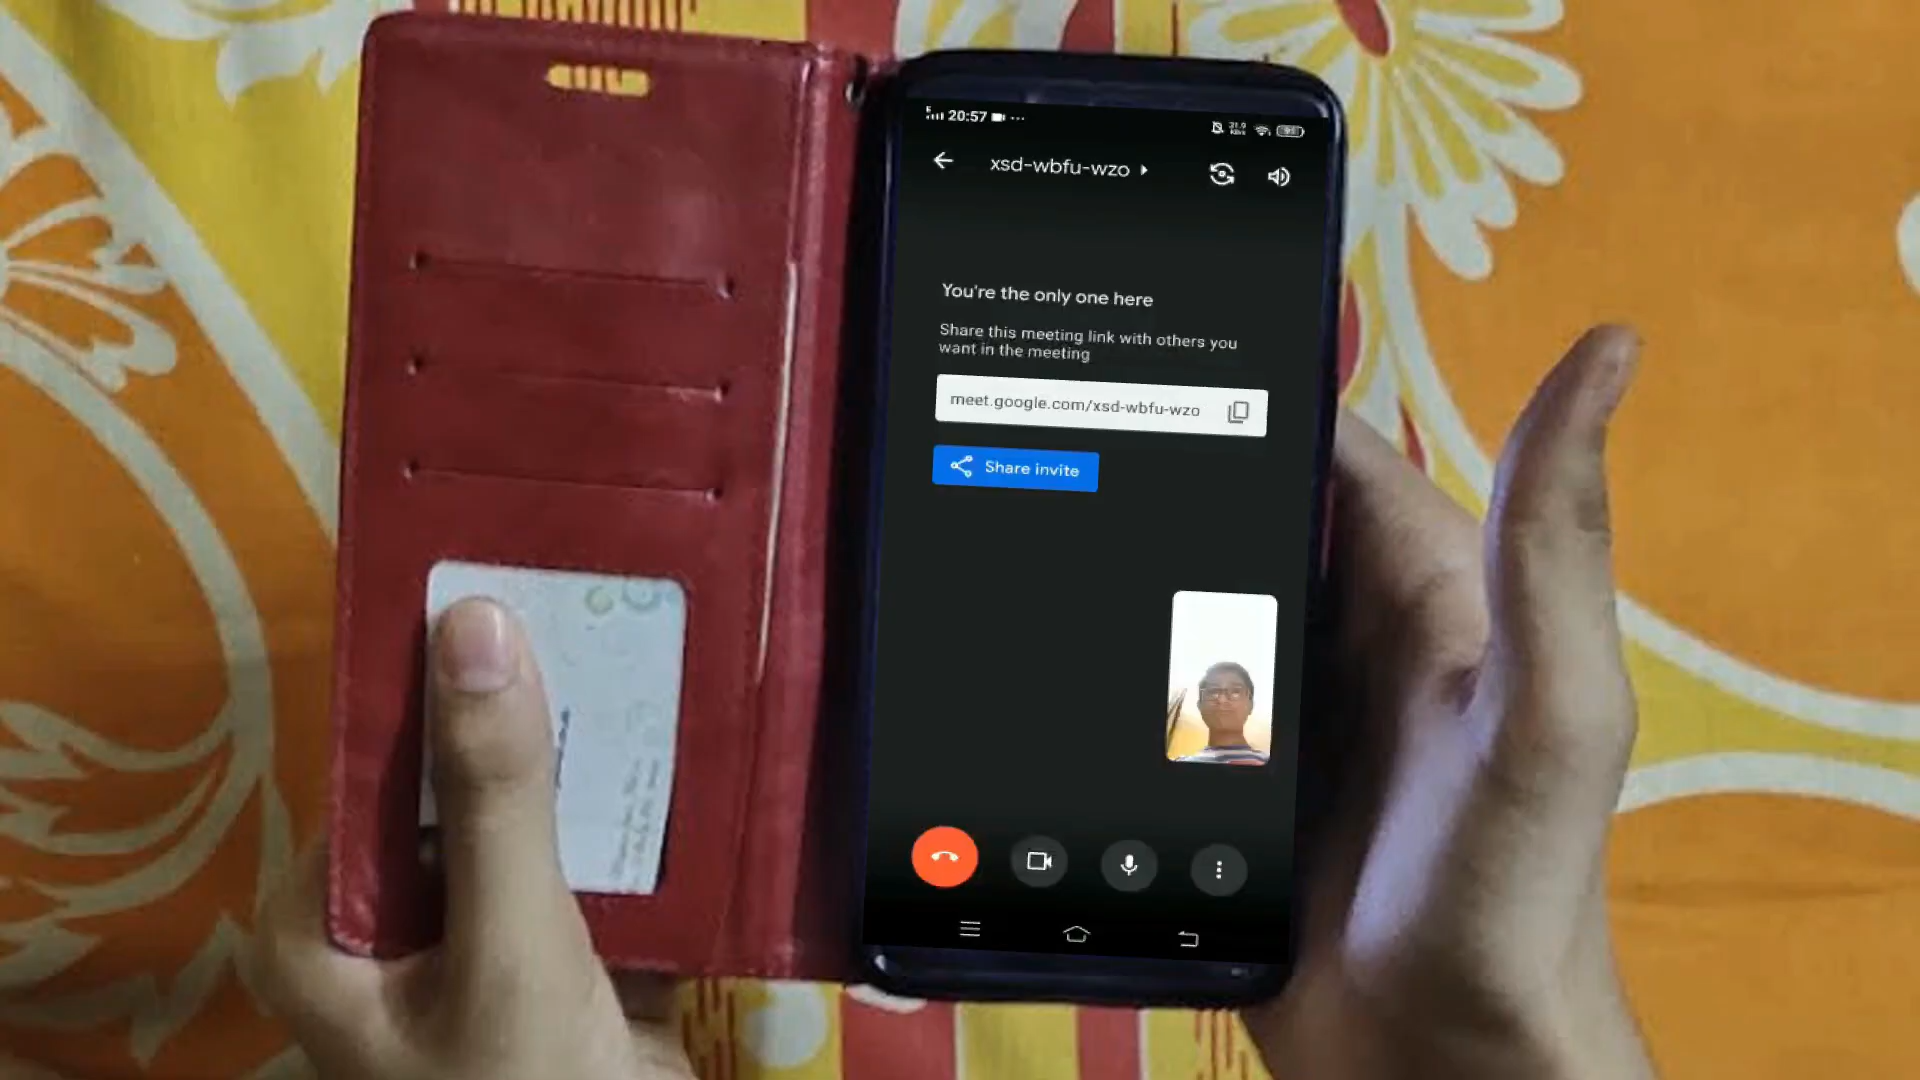 20:57
xsd-wbfu-wzo
You're the only one here
Share this meeting link with others you
want in the meeting
meet.google.com/xsd-wbfu-wzo
Share invite